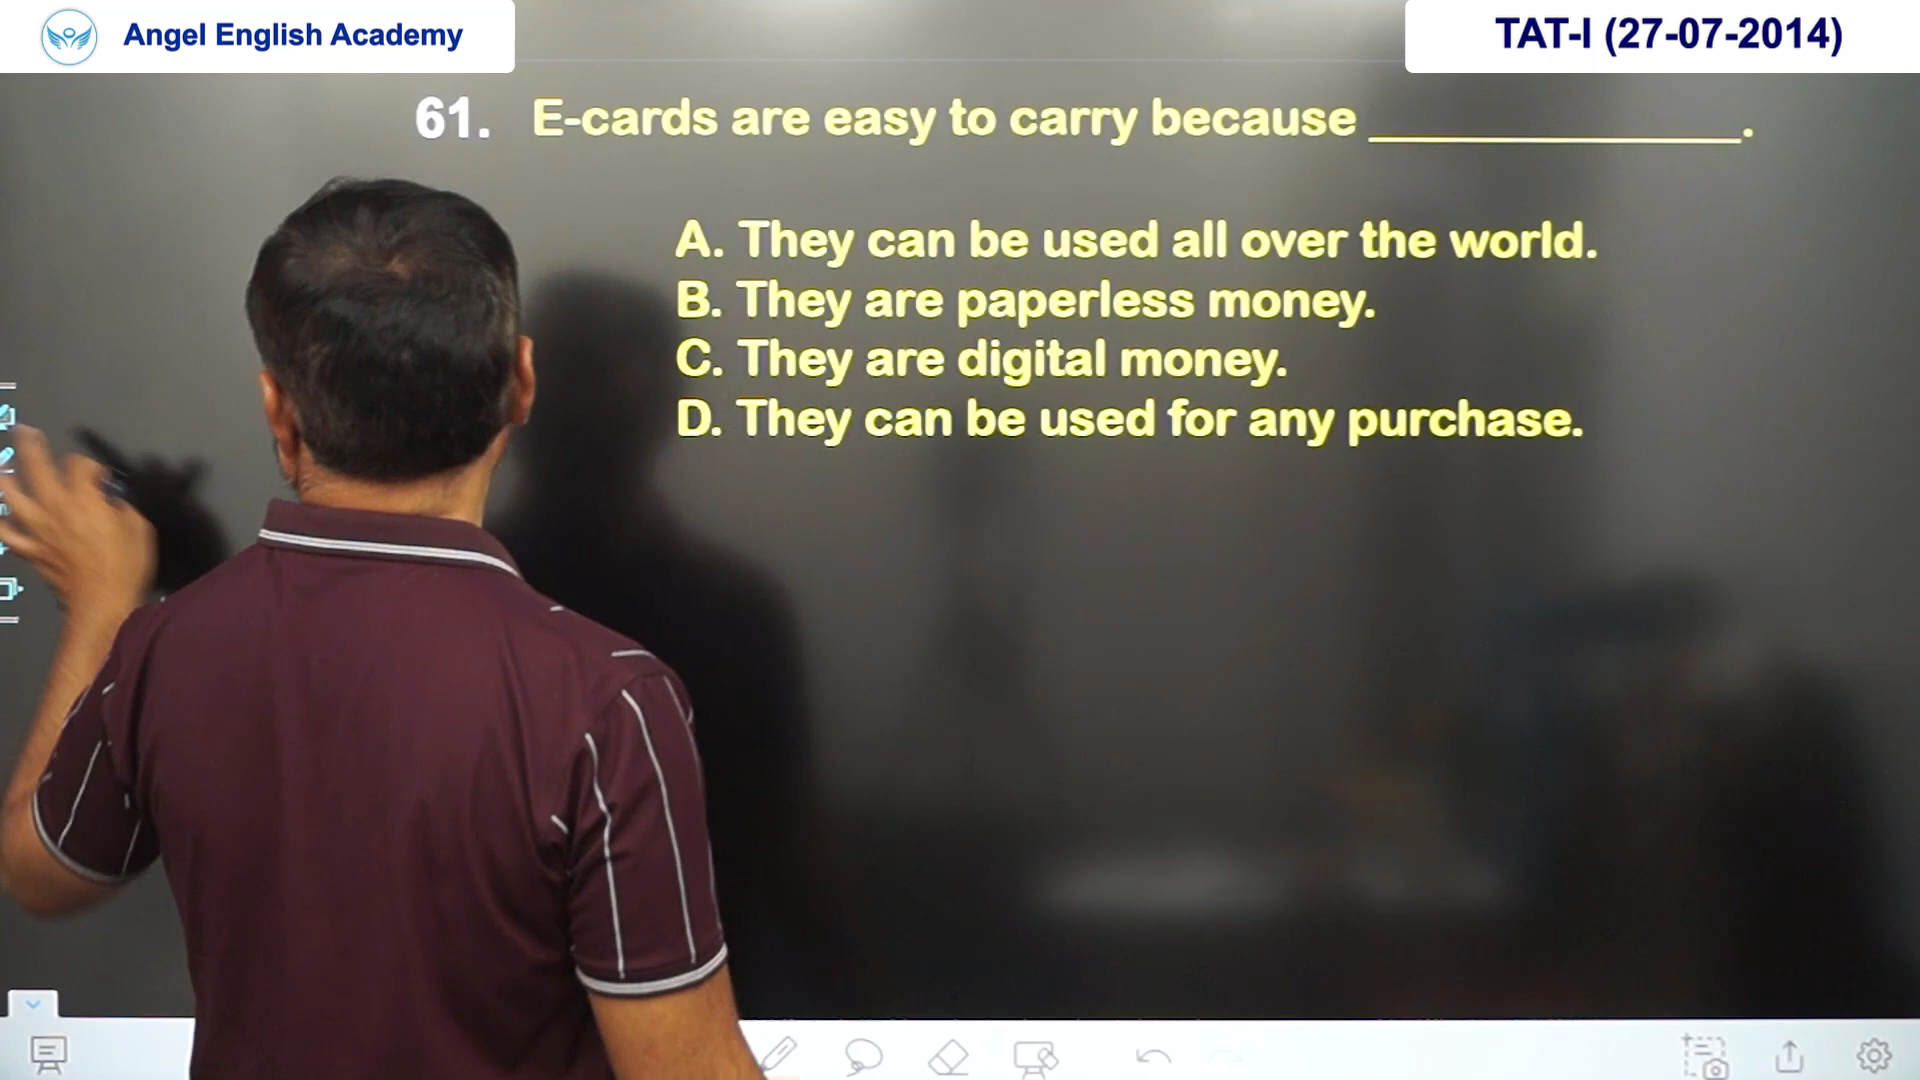 Angel English Academy
TAT-I (27-07-2014)
61. E-cards are easy to carry because ______________.
A. They can be used all over the world.
B. They are paperless money.
C. They are digital money.
D. They can be used for any purchase.